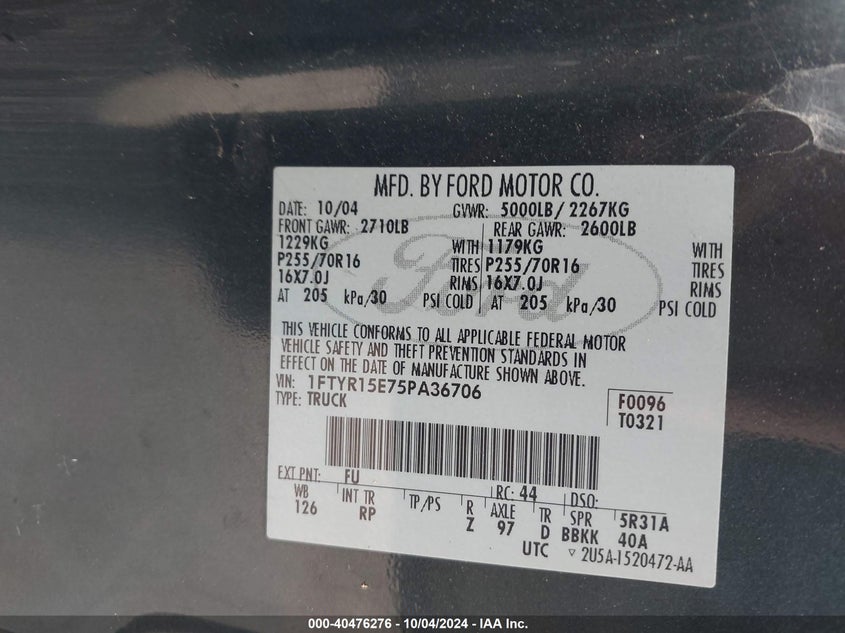 MFD. BY FORD MOTOR CO.
DATE: 10/04 GVWR: 5000LB/ 2267KG
FRONT GAWR: 2710LB REAR GAWR: 2600LB
1229KG WITH 1179KG WITH
P255/70R16 TIRES P255/70R16 TIRES
16X7.0J RIMS 16X7.0J RIMS
AT 205 kPa/30 PSI COLD AT 205 kPa/30 PSI COLD
Ford
THIS VEHICLE CONFORMS TO ALL APPLICABLE FEDERAL MOTOR
VEHICLE SAFETY AND THEFT PREVENTION STANDARDS IN
EFFECT ON THE DATE OF MANUFACTURE SHOWN ABOVE.
VIN: 1FTYR15E75PA36706 F0096
TYPE: TRUCK T0321
EXT PNT: FU RC: 44 DSO:
WB INT TR TP/PS R AXLE TR SPR 5R31A
126 RP Z 97 D BBKK 40A
UTC ▽ 2U5A-1520472-AA
000-40476276 - 10/04/2024 - IAA Inc.